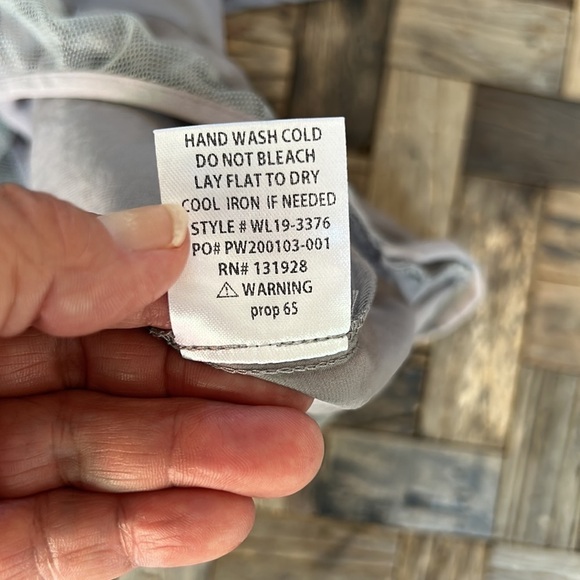 HAND WASH COLD
DO NOT BLEACH
LAY FLAT TO DRY
COOL IRON IF NEEDED
STYLE # WL19-3376
PO# PW200103-001
RN# 131928
⚠ WARNING
prop 65